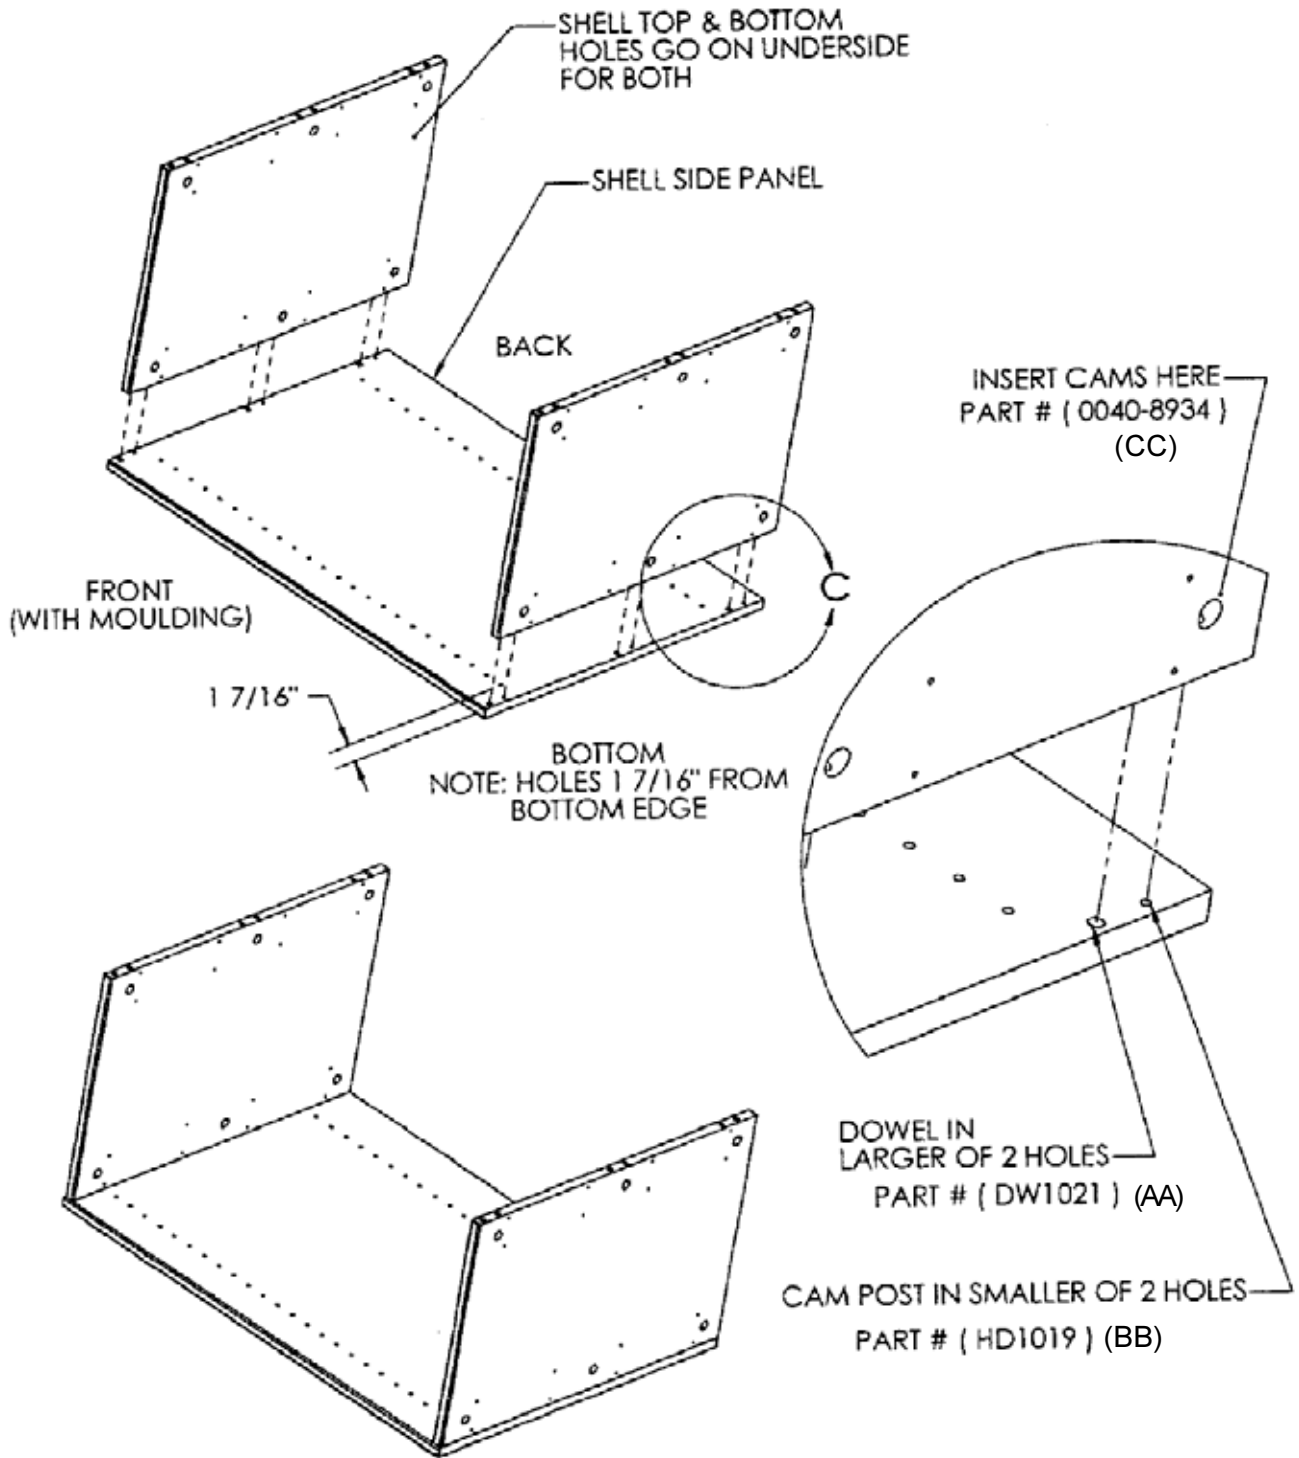 SHELL TOP & BOTTOM
HOLES GO ON UNDERSIDE
FOR BOTH
SHELL SIDE PANEL
BACK
INSERT CAMS HERE
PART # ( 0040-8934 )
(CC)
C
FRONT
(WITH MOULDING)
1 7/16"
BOTTOM
NOTE: HOLES 1 7/16" FROM
BOTTOM EDGE
DOWEL IN
LARGER OF 2 HOLES
PART # ( DW1021 ) (AA)
CAM POST IN SMALLER OF 2 HOLES
PART # ( HD1019 ) (BB)